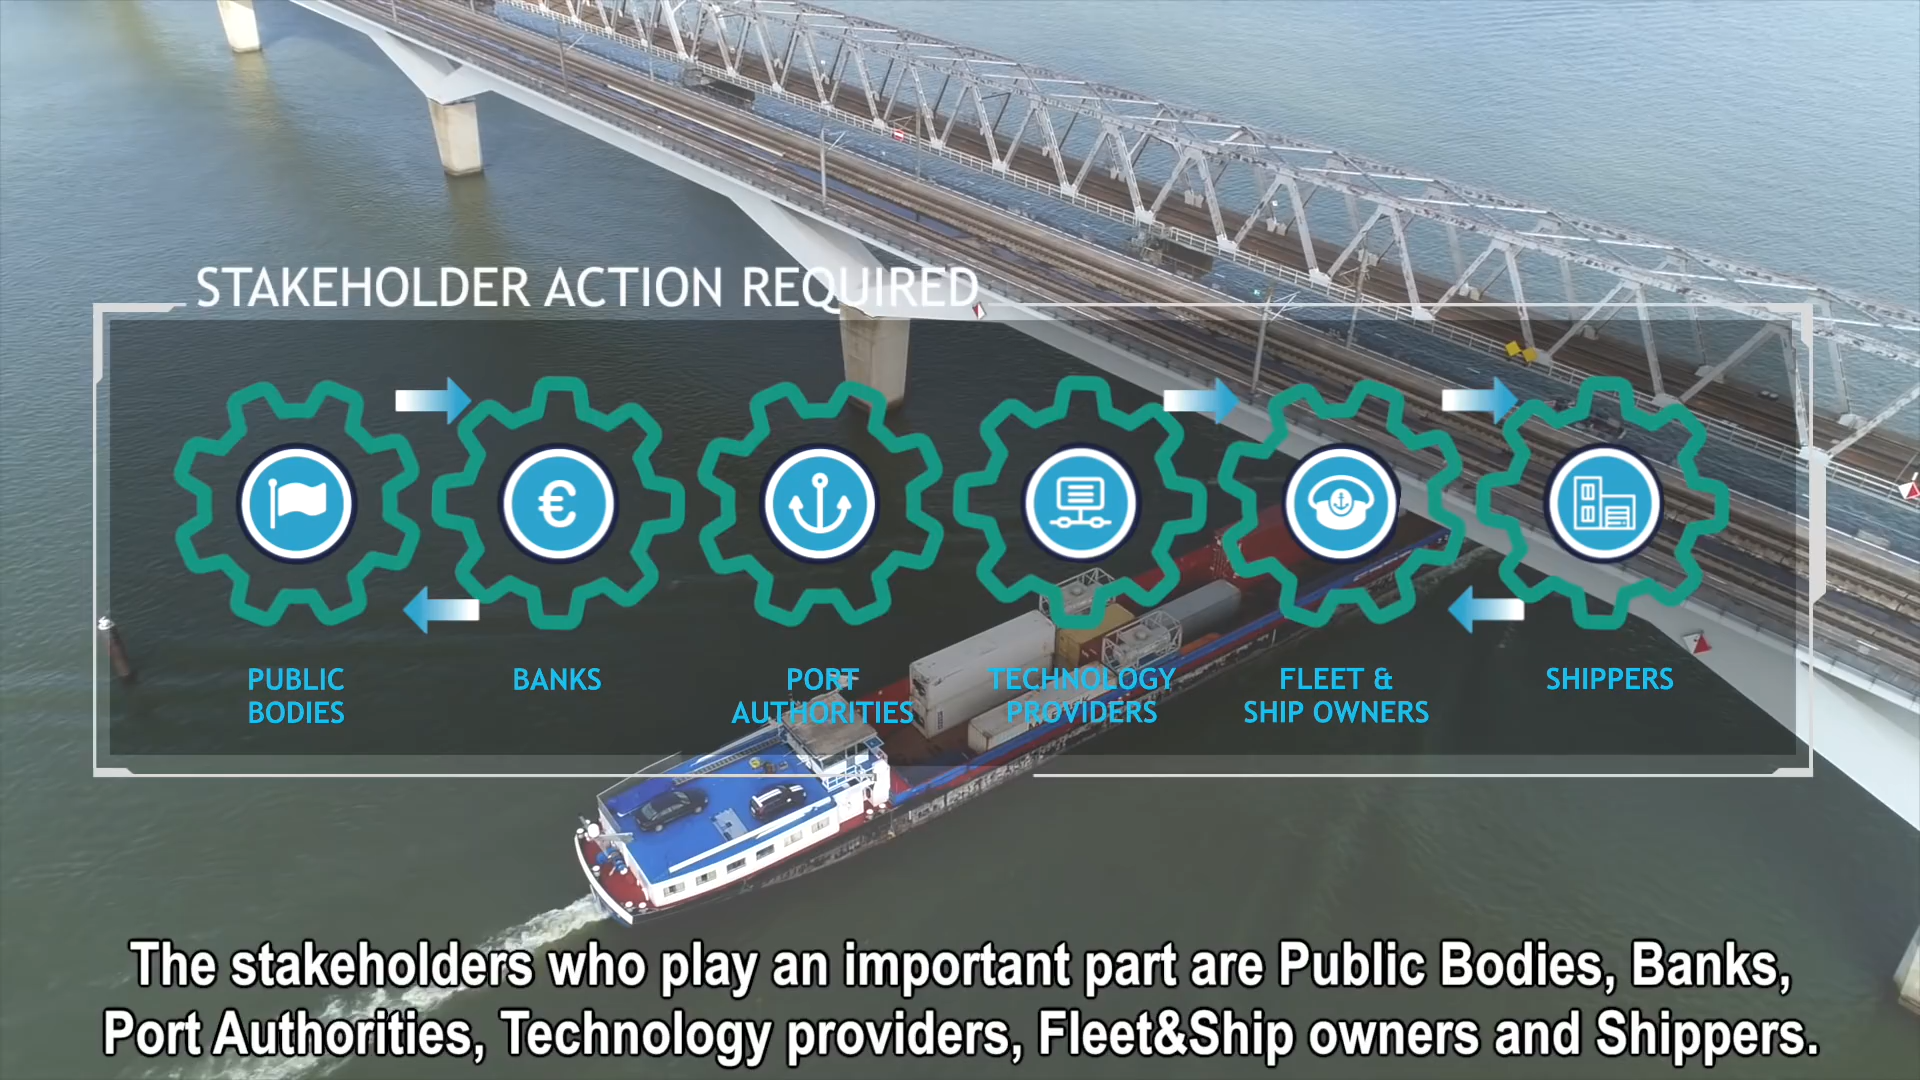 STAKEHOLDER ACTION REQUIRED
€
PUBLIC
BODIES
BANKS
PORT
AUTHORITIES
TECHNOLOGY
PROVIDERS
FLEET &
SHIP OWNERS
SHIPPERS
The stakeholders who play an important part are Public Bodies, Banks,
Port Authorities, Technology providers, Fleet&Ship owners and Shippers.